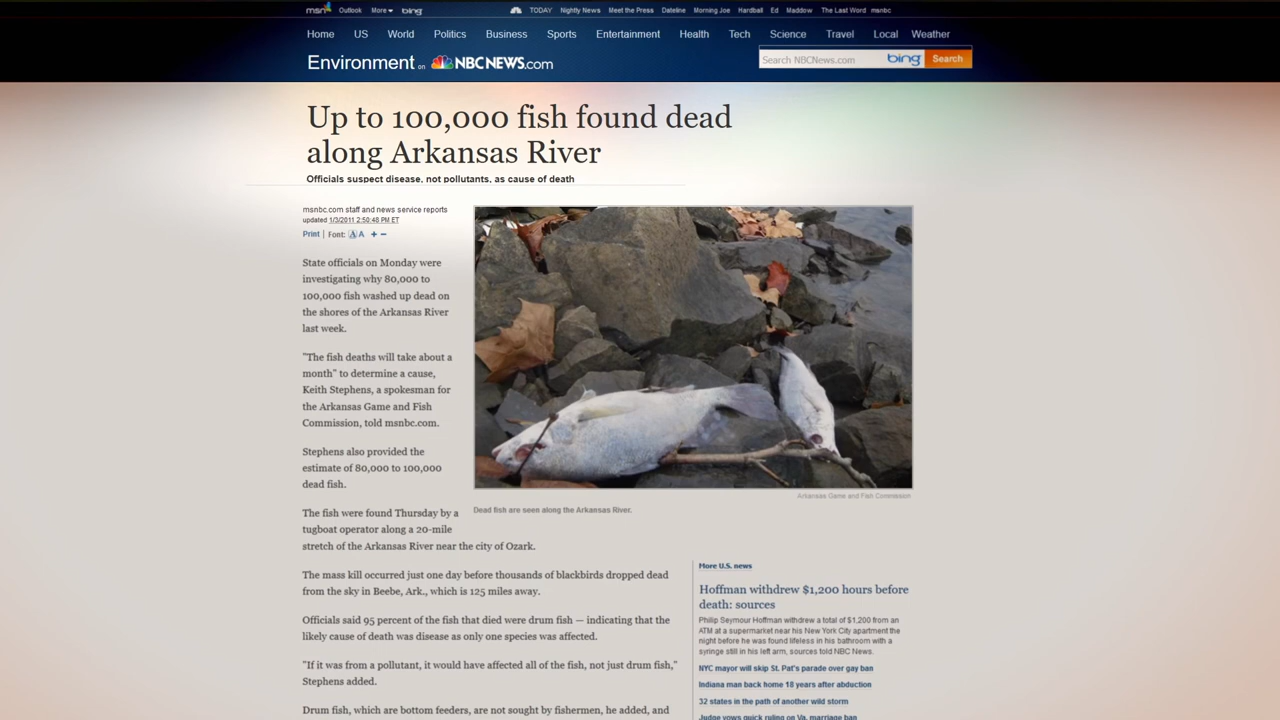 msn Outlook More bing TODAY Nightly News Meet the Press Dateline Morning Joe Hardball Ed Maddow The Last Word msnbc
Home US World Politics Business Sports Entertainment Health Tech Science Travel Local Weather
Environment on NBCNEWS.com
Search NBCNews.com bing Search
Up to 100,000 fish found dead
along Arkansas River
Officials suspect disease, not pollutants, as cause of death
msnbc.com staff and news service reports
updated 1/3/2011 2:50:48 PM ET
Print | Font: A A + −
State officials on Monday were
investigating why 80,000 to
100,000 fish washed up dead on
the shores of the Arkansas River
last week.
"The fish deaths will take about a
month" to determine a cause,
Keith Stephens, a spokesman for
the Arkansas Game and Fish
Commission, told msnbc.com.
Stephens also provided the
estimate of 80,000 to 100,000
dead fish.
The fish were found Thursday by a
tugboat operator along a 20-mile
stretch of the Arkansas River near the city of Ozark.
The mass kill occurred just one day before thousands of blackbirds dropped dead
from the sky in Beebe, Ark., which is 125 miles away.
Officials said 95 percent of the fish that died were drum fish — indicating that the
likely cause of death was disease as only one species was affected.
"If it was from a pollutant, it would have affected all of the fish, not just drum fish,"
Stephens added.
Drum fish, which are bottom feeders, are not sought by fishermen, he added, and
Arkansas Game and Fish Commission
Dead fish are seen along the Arkansas River.
More U.S. news
Hoffman withdrew $1,200 hours before
death: sources
Philip Seymour Hoffman withdrew a total of $1,200 from an
ATM at a supermarket near his New York City apartment the
night before he was found lifeless in his bathroom with a
syringe still in his left arm, sources told NBC News.
NYC mayor will skip St. Pat's parade over gay ban
Indiana man back home 18 years after abduction
32 states in the path of another wild storm
Judge vows quick ruling on Va. marriage ban